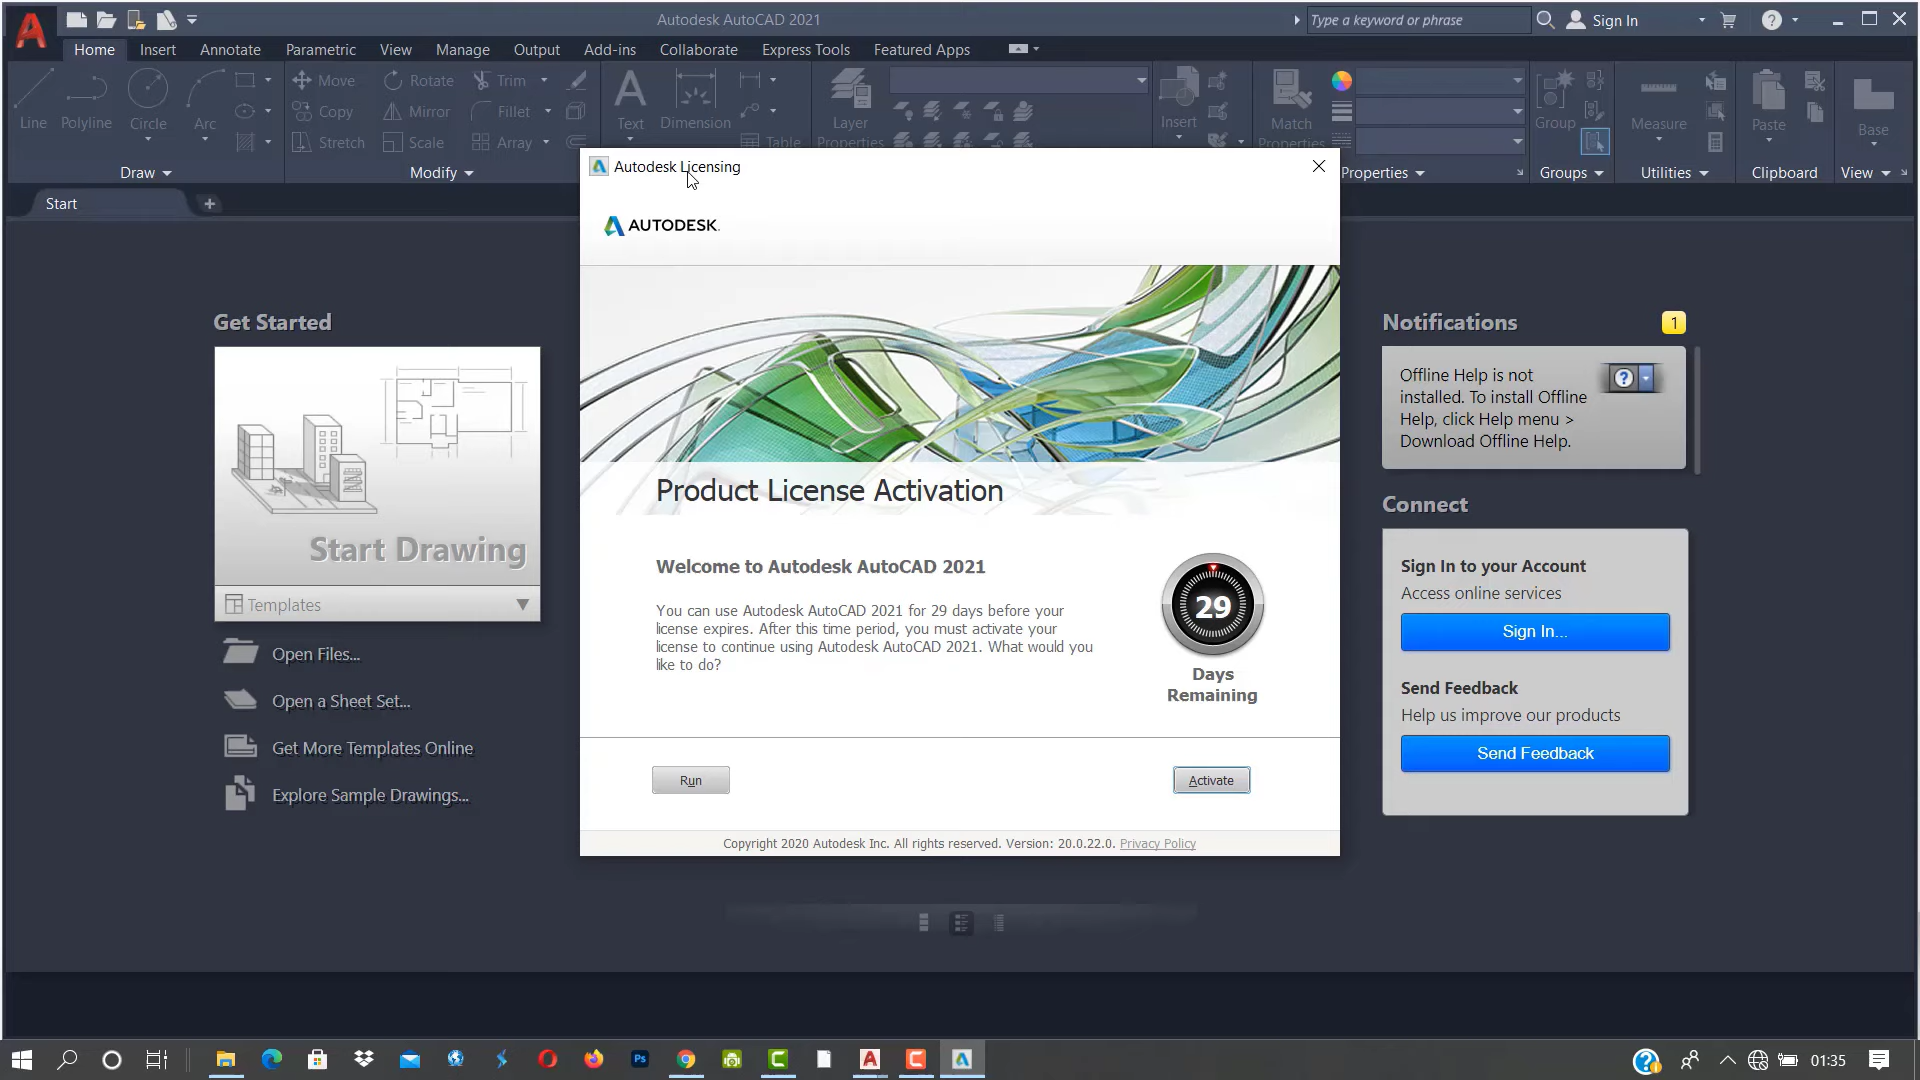 Autodesk AutoCAD 2021
Type a keyword or phrase
Sign In
Home Insert Annotate Parametric View Manage Output Add-ins Collaborate Express Tools Featured Apps
Line Polyline Circle Arc
Move Rotate Trim
Copy Mirror Fillet
Stretch Scale Array
Text Dimension
Table
Layer
Properties
Insert
Match
Properties
Group
Measure
Paste
Base
Draw Modify Properties Groups Utilities Clipboard View
Start
Autodesk Licensing
AUTODESK.
Product License Activation
Welcome to Autodesk AutoCAD 2021
You can use Autodesk AutoCAD 2021 for 29 days before your
license expires. After this time period, you must activate your
license to continue using Autodesk AutoCAD 2021. What would you
like to do?
29
Days
Remaining
Run
Activate
Copyright 2020 Autodesk Inc. All rights reserved. Version: 20.0.22.0. Privacy Policy
Get Started
Start Drawing
Templates
Open Files...
Open a Sheet Set...
Get More Templates Online
Explore Sample Drawings...
Notifications
1
Offline Help is not
installed. To install Offline
Help, click Help menu >
Download Offline Help.
Connect
Sign In to your Account
Access online services
Sign In...
Send Feedback
Help us improve our products
Send Feedback
Ps
01:35